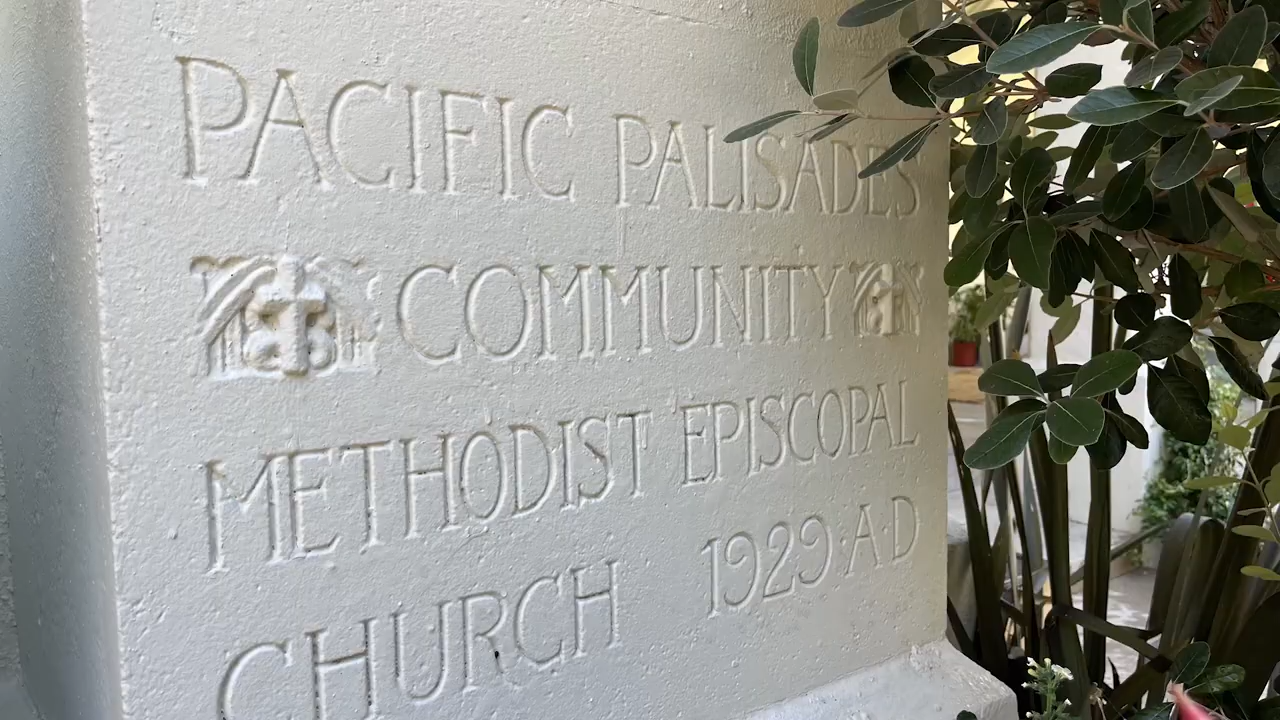 PACIFIC PALISADES
COMMUNITY
METHODIST EPISCOPAL
CHURCH 1929·A·D